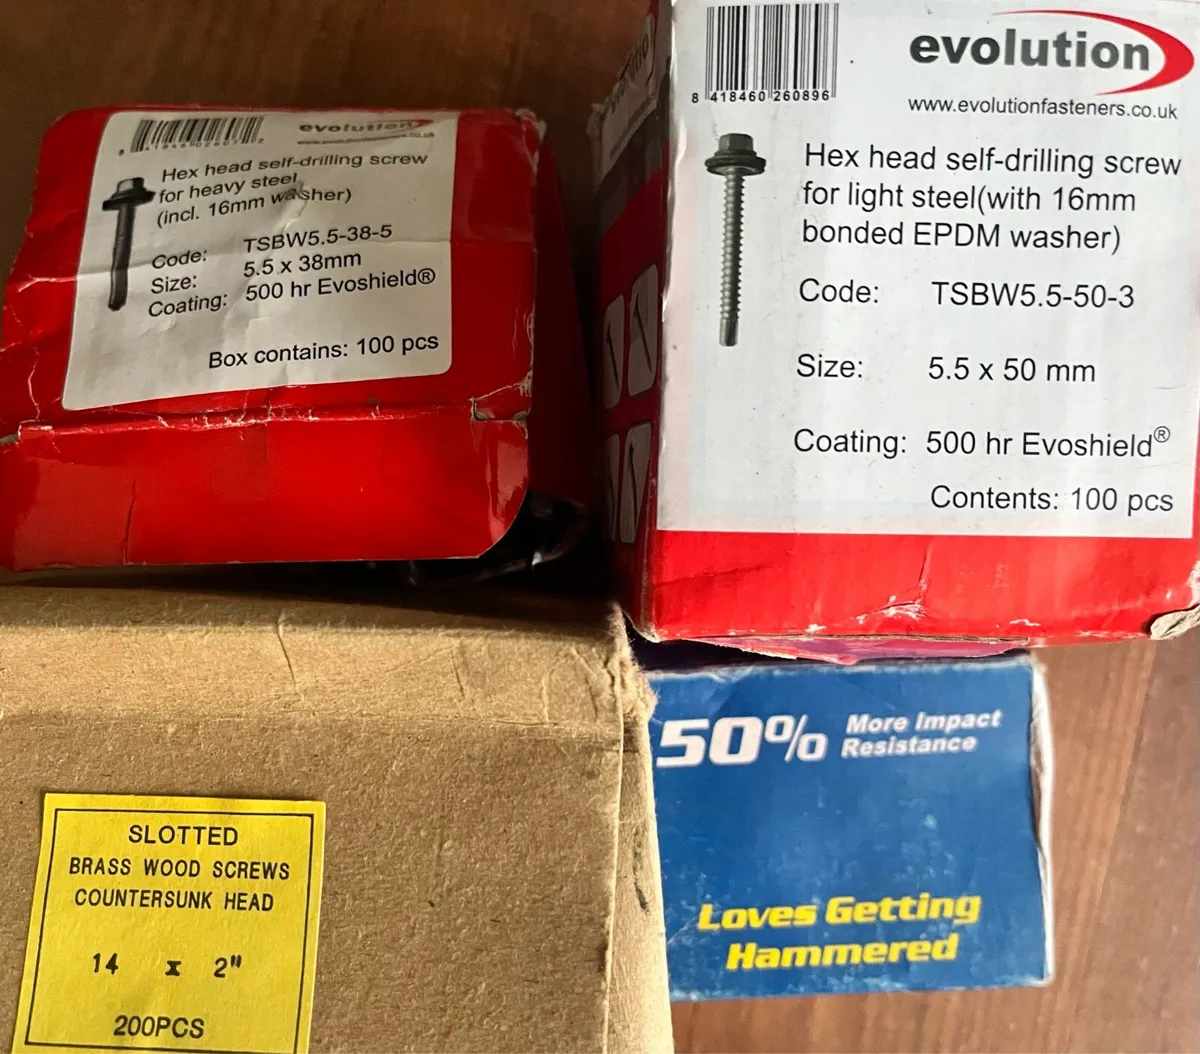 evolution
www.evolutionfasteners.co.uk
Hex head self-drilling screw
for heavy steel
(incl. 16mm washer)
Code: TSBW5.5-38-5
Size: 5.5 x 38mm
Coating: 500 hr Evoshield®
Box contains: 100 pcs
8 418460 260896
evolution
www.evolutionfasteners.co.uk
Hex head self-drilling screw
for light steel(with 16mm
bonded EPDM washer)
Code: TSBW5.5-50-3
Size: 5.5 x 50 mm
Coating: 500 hr Evoshield®
Contents: 100 pcs
SLOTTED
BRASS WOOD SCREWS
COUNTERSUNK HEAD
14 x 2"
200PCS
50% More Impact
Resistance
Loves Getting
Hammered